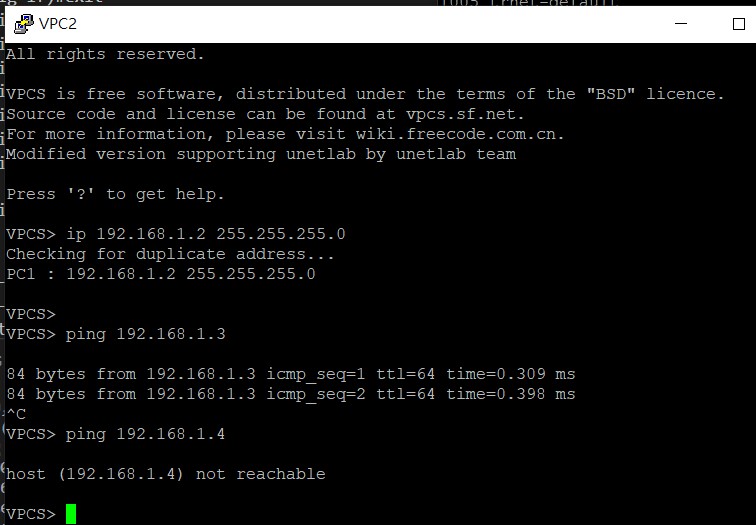 VPC2
All rights reserved.
VPCS is free software, distributed under the terms of the "BSD" licence.
Source code and license can be found at vpcs.sf.net.
For more information, please visit wiki.freecode.com.cn.
Modified version supporting unetlab by unetlab team
Press '?' to get help.
VPCS> ip 192.168.1.2 255.255.255.0
Checking for duplicate address...
PC1 : 192.168.1.2 255.255.255.0
VPCS>
VPCS> ping 192.168.1.3
84 bytes from 192.168.1.3 icmp_seq=1 ttl=64 time=0.309 ms
84 bytes from 192.168.1.3 icmp_seq=2 ttl=64 time=0.398 ms
^C
VPCS> ping 192.168.1.4
host (192.168.1.4) not reachable
VPCS>